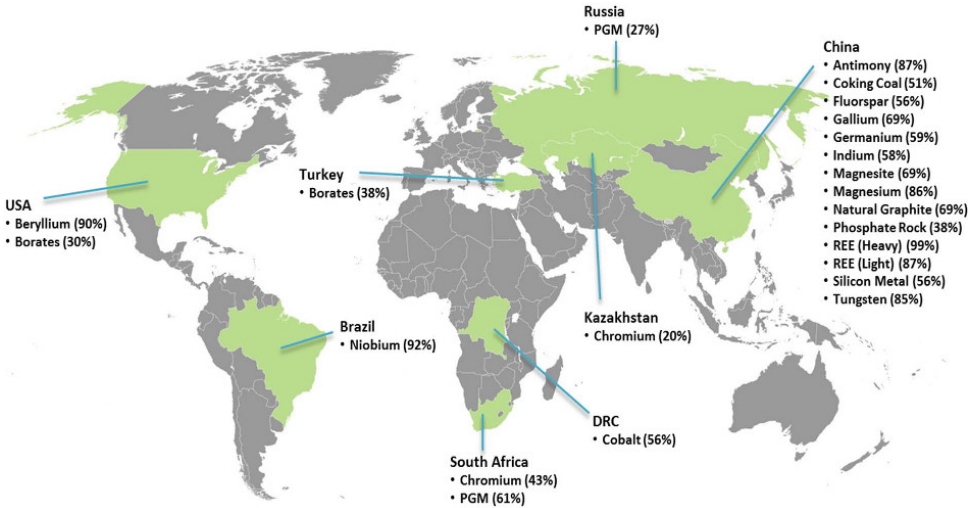 Russia
• PGM (27%)
China
• Antimony (87%)
• Coking Coal (51%)
• Fluorspar (56%)
• Gallium (69%)
• Germanium (59%)
• Indium (58%)
• Magnesite (69%)
• Magnesium (86%)
• Natural Graphite (69%)
• Phosphate Rock (38%)
• REE (Heavy) (99%)
• REE (Light) (87%)
• Silicon Metal (56%)
• Tungsten (85%)
Turkey
• Borates (38%)
USA
• Beryllium (90%)
• Borates (30%)
Brazil
• Niobium (92%)
Kazakhstan
• Chromium (20%)
DRC
• Cobalt (56%)
South Africa
• Chromium (43%)
• PGM (61%)